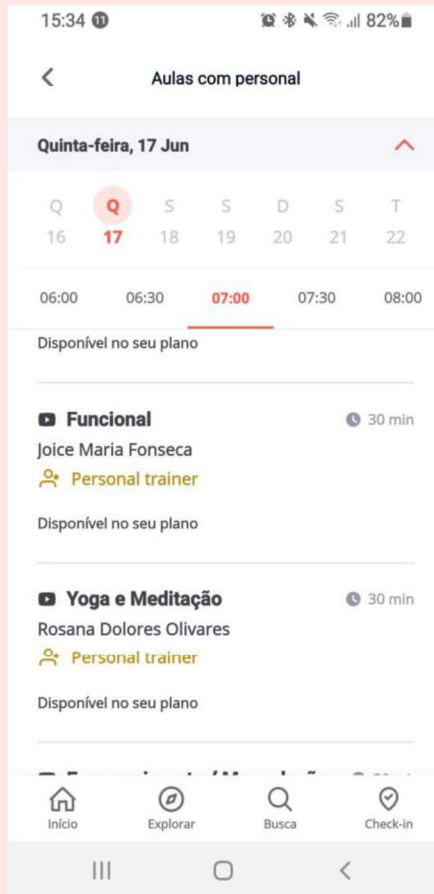 15:34 11 82%
Aulas com personal
Quinta-feira, 17 Jun
Q Q S S D S T
16 17 18 19 20 21 22
06:00 06:30 07:00 07:30 08:00
Disponível no seu plano
Funcional 30 min
Joice Maria Fonseca
Personal trainer
Disponível no seu plano
Yoga e Meditação 30 min
Rosana Dolores Olivares
Personal trainer
Disponível no seu plano
Início Explorar Busca Check-in